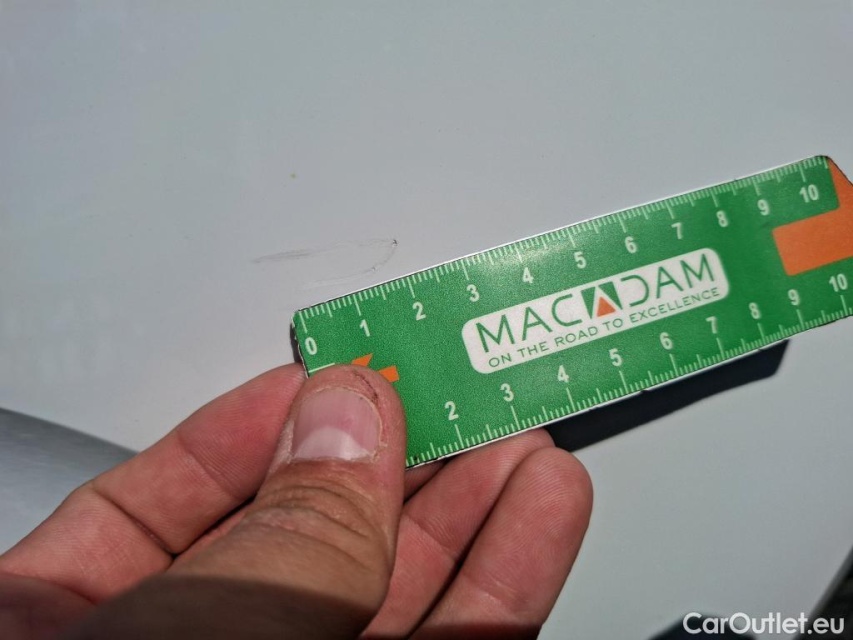 0 1 2 3 4 5 6 7 8 9 10
MACADAM
ON THE ROAD TO EXCELLENCE
2 3 4 5 6 7 8 9 10
CarOutlet.eu